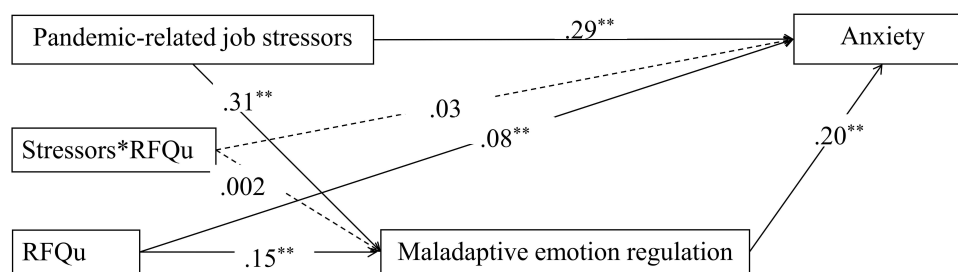 Pandemic-related job stressors
.29**
Anxiety
.31**
.03
Stressors*RFQu
.08**
.20**
.002
RFQu
.15**
Maladaptive emotion regulation